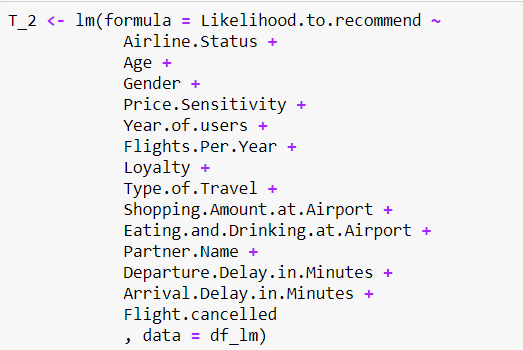 T_2 <- lm(formula = Likelihood.to.recommend ~
Airline.Status +
Age +
Gender +
Price.Sensitivity +
Year.of.users +
Flights.Per.Year +
Loyalty +
Type.of.Travel +
Shopping.Amount.at.Airport +
Eating.and.Drinking.at.Airport +
Partner.Name +
Departure.Delay.in.Minutes +
Arrival.Delay.in.Minutes +
Flight.cancelled
, data = df_lm)